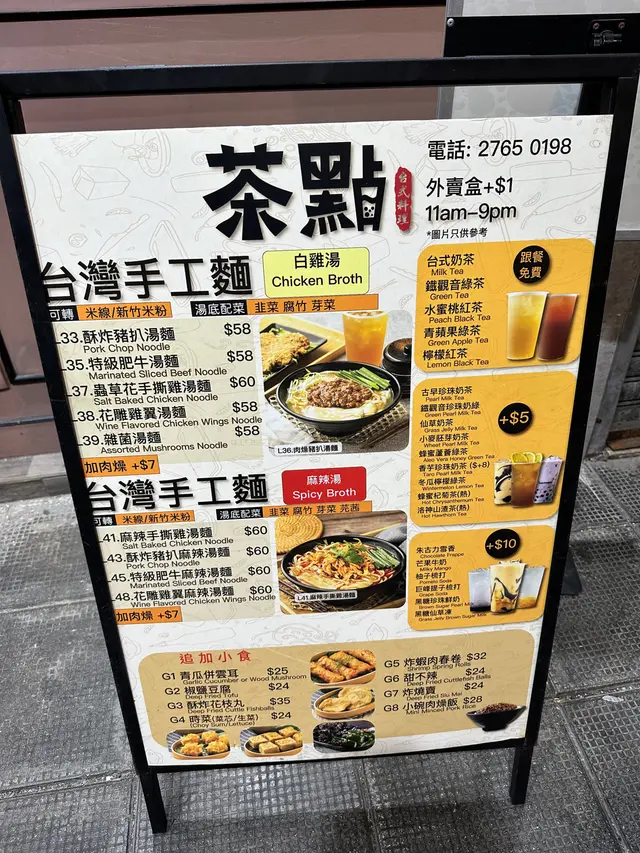 茶點
台式料理
電話: 2765 0198
外賣盒+$1
11am-9pm
*圖片只供參考
台灣手工麵
白雞湯
Chicken Broth
可轉 米線/新竹米粉 湯底配菜 韭菜 腐竹 芽菜
L33.酥炸豬扒湯麵 $58
Pork Chop Noodle
L35.特級肥牛湯麵 $58
Marinated Sliced Beef Noodle
L37.蟲草花手撕雞湯麵 $60
Chicken & Abalone Noodle
L38.花雕雞翼湯麵 $58
Wine Flavored Chicken Wings Noodle
L39.雜菌湯麵 $58
Assorted Mushrooms Noodle
加肉燥 +$7
L36.肉燥豬扒湯麵
台灣手工麵
麻辣湯
Spicy Broth
可轉 米線/新竹米粉 湯底配菜 韭菜 腐竹 芽菜 芫茜
L41.麻辣手撕雞湯麵 $60
Salt Baked Chicken Noodle
L43.酥炸豬扒麻辣湯麵 $60
Pork Chop Noodle
L45.特級肥牛麻辣湯麵 $60
Marinated Sliced Beef Noodle
L48.花雕雞翼麻辣湯麵 $60
Wine Flavored Chicken Wings Noodle
加肉燥 +$7
L41.麻辣手撕雞湯麵
跟餐
免費
台式奶茶
Milk Tea
鐵觀音綠茶
Green Tea
水蜜桃紅茶
Peach Black Tea
青蘋果綠茶
Green Apple Tea
檸檬紅茶
Lemon Black Tea
+$5
古早珍珠奶茶
Pearl Milk Tea
鐵觀音珍珠奶綠
Pearl Green Milk Tea
仙草奶茶
Grass Jelly Milk Tea
小麥胚芽奶茶
Wheat Pearl Milk Tea
蜂蜜蘆薈綠茶
Aloe Vera Honey Green Tea
香芋珍珠奶茶 ($+8)
Taro Pearl Milk Tea
冬瓜檸檬綠茶
Wintermelon Lemon Tea
蜂蜜杞菊茶(熱)
Hot Chrysanthemum Tea
洛神山渣茶(熱)
Hot Hawthorn Tea
+$10
朱古力雪香
Chocolate Frappe
芒果牛奶
Milky Mango
柚子梳打
Pomelo Soda
巨峰提子梳打
Grape Soda
黑糖珍珠鮮奶
Brown Sugar Pearl Milk
黑糖仙草凍
Grass Jelly Brown Sugar Milk
追加小食
G1 青瓜併雲耳 $25
Garlic Cucumber or Wood Mushroom
G2 椒鹽豆腐 $24
Deep Fried Tofu
G3 酥炸花枝丸 $35
Deep Fried Cuttle Fishballs
G4 時菜(菜芯/生菜) $24
(Choy Sum/Lettuce)
G5 炸蝦肉春卷 $32
Shrimp Spring Rolls
G6 甜不辣 $24
Deep Fried Cuttlefish Balls
G7 炸燒賣 $24
Deep Fried Siu Mai
G8 小碗肉燥飯 $28
Mini Minced Pork Rice